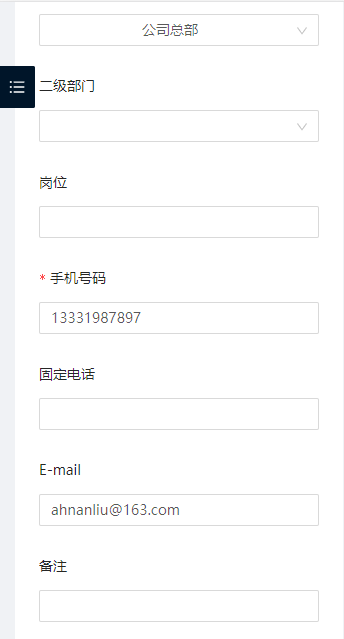 公司总部
二级部门
岗位
* 手机号码
13331987897
固定电话
E-mail
ahnanliu@163.com
备注